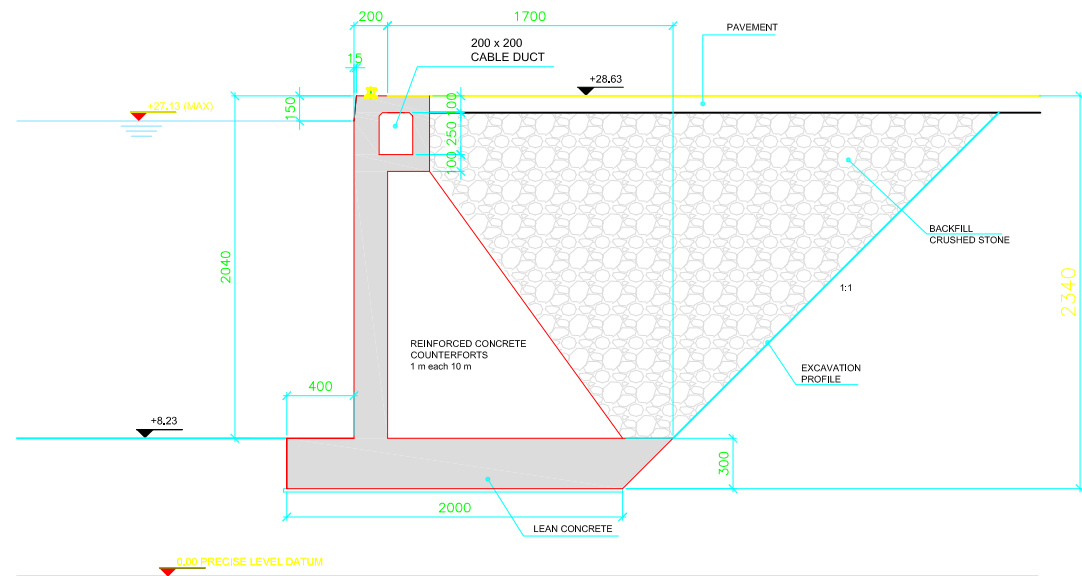 200
1700
PAVEMENT
200 x 200
CABLE DUCT
15
+28.63
+27.13 (MAX)
150
100
250
100
BACKFILL
CRUSHED STONE
2040
2340
1:1
REINFORCED CONCRETE
COUNTERFORTS
1 m each 10 m
EXCAVATION
PROFILE
400
+8.23
300
2000
LEAN CONCRETE
0.00 PRECISE LEVEL DATUM